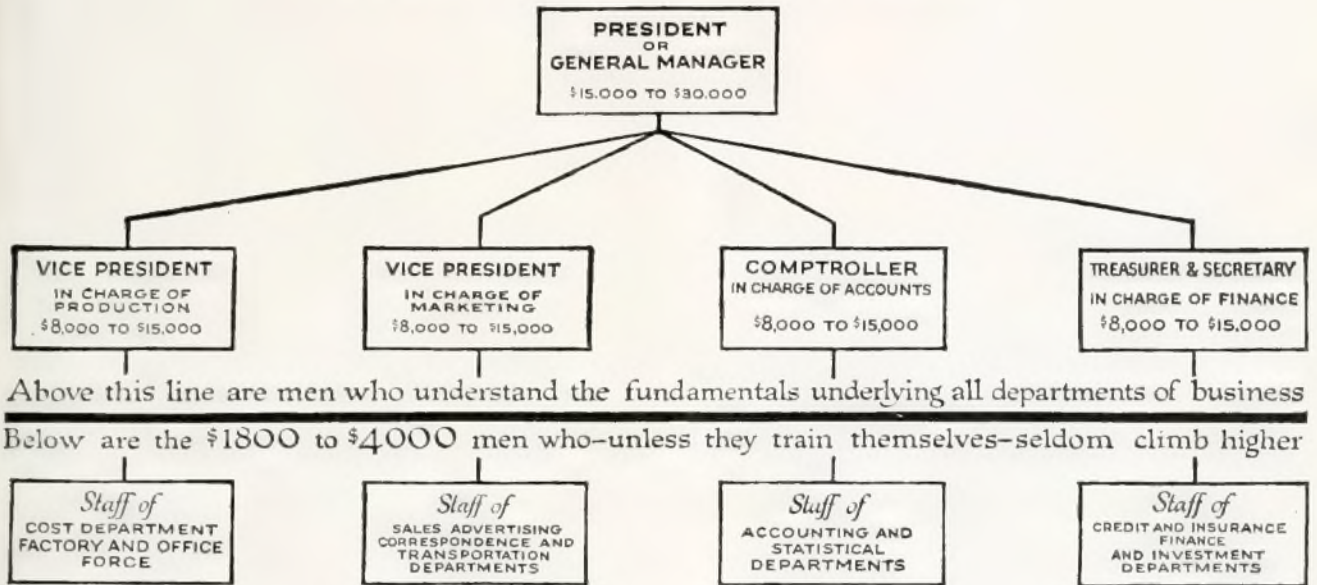 PRESIDENT
OR
GENERAL MANAGER
$15.000 TO $30.000
VICE PRESIDENT
IN CHARGE OF
PRODUCTION
$8,000 TO $15,000
VICE PRESIDENT
IN CHARGE OF
MARKETING
$8,000 TO $15,000
COMPTROLLER
IN CHARGE OF ACCOUNTS
$8,000 TO $15,000
TREASURER & SECRETARY
IN CHARGE OF FINANCE
$8,000 TO $15.000
Above this line are men who understand the fundamentals underlying all departments of business
Below are the $1800 to $4000 men who-unless they train themselves-seldom climb higher
Staff of
COST DEPARTMENT
FACTORY AND OFFICE
FORCE
Staff of
SALES ADVERTISING
CORRESPONDENCE AND
TRANSPORTATION
DEPARTMENTS
Staff of
ACCOUNTING AND
STATISTICAL
DEPARTMENTS
Staff of
CREDIT AND INSURANCE
FINANCE
AND INVESTMENT
DEPARTMENTS